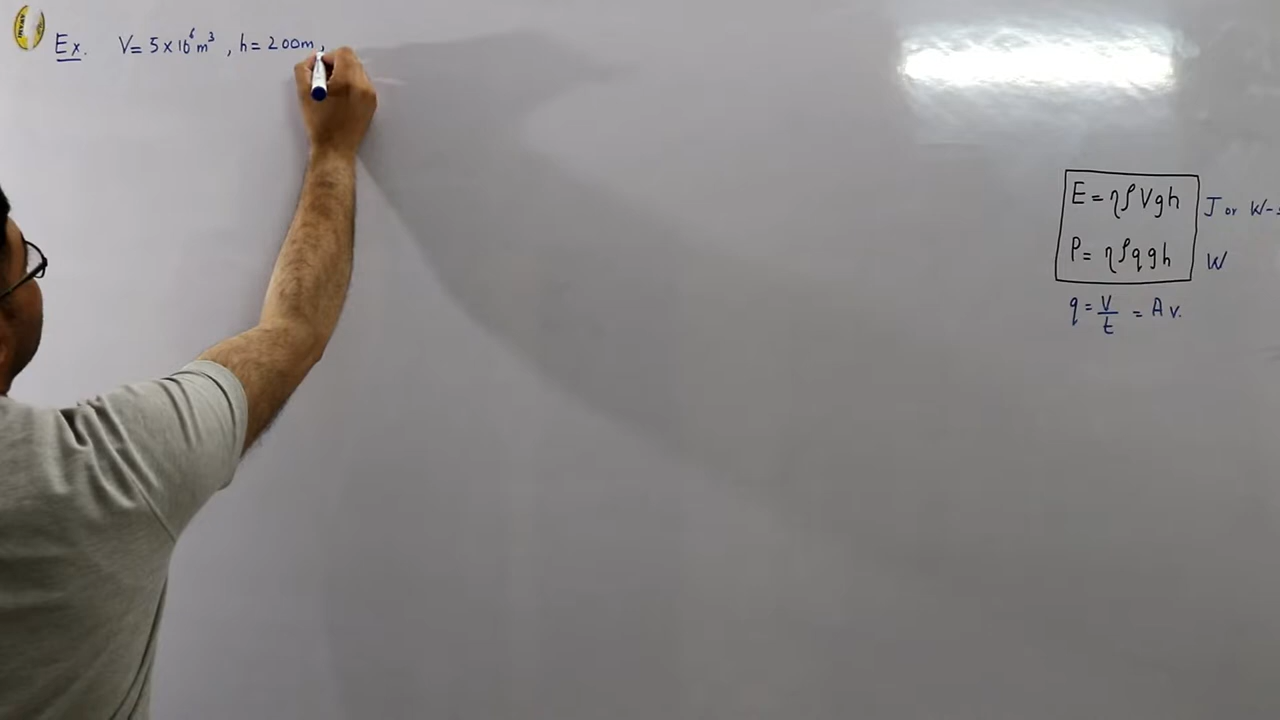 Ex. V = 5 x 10⁶ m³, h = 200m,
E = ηρVgh J or W-s
P = ηρqgh W
q = V/t = A v.